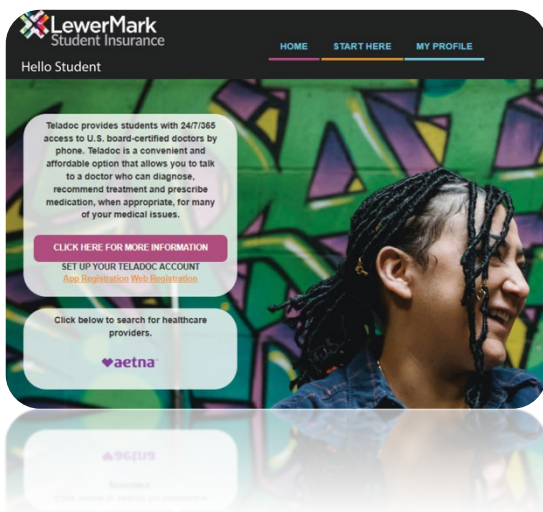 LewerMark
Student Insurance
HOME START HERE MY PROFILE
Hello Student
Teladoc provides students with 24/7/365
access to U.S. board-certified doctors by
phone. Teladoc is a convenient and
affordable option that allows you to talk
to a doctor who can diagnose,
recommend treatment and prescribe
medication, when appropriate, for many
of your medical issues.
CLICK HERE FOR MORE INFORMATION
SET UP YOUR TELADOC ACCOUNT
App Registration Web Registration
Click below to search for healthcare
providers.
aetna